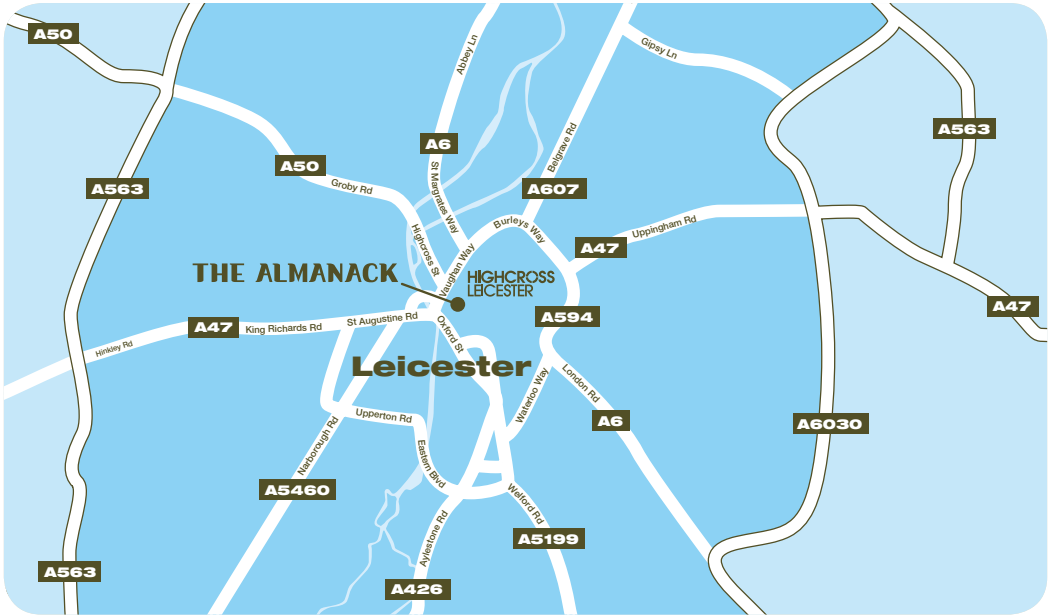 A50
Abbey Ln
Gipsy Ln
A563
A6
Belgrave Rd
A50
Groby Rd
St Margrates Way
A607
A563
Highcross St
Vaughan Way
Burleys Way
A47
Uppingham Rd
THE ALMANACK
HIGHCROSS
LEICESTER
A47
A594
A47
King Richards Rd
St Augustine Rd
Hinkley Rd
Oxford St
Leicester
Waterloo Way
London Rd
A6
A6030
Upperton Rd
Narborough Rd
Eastern Blvd
A5460
Welford Rd
Aylestone Rd
A5199
A563
A426